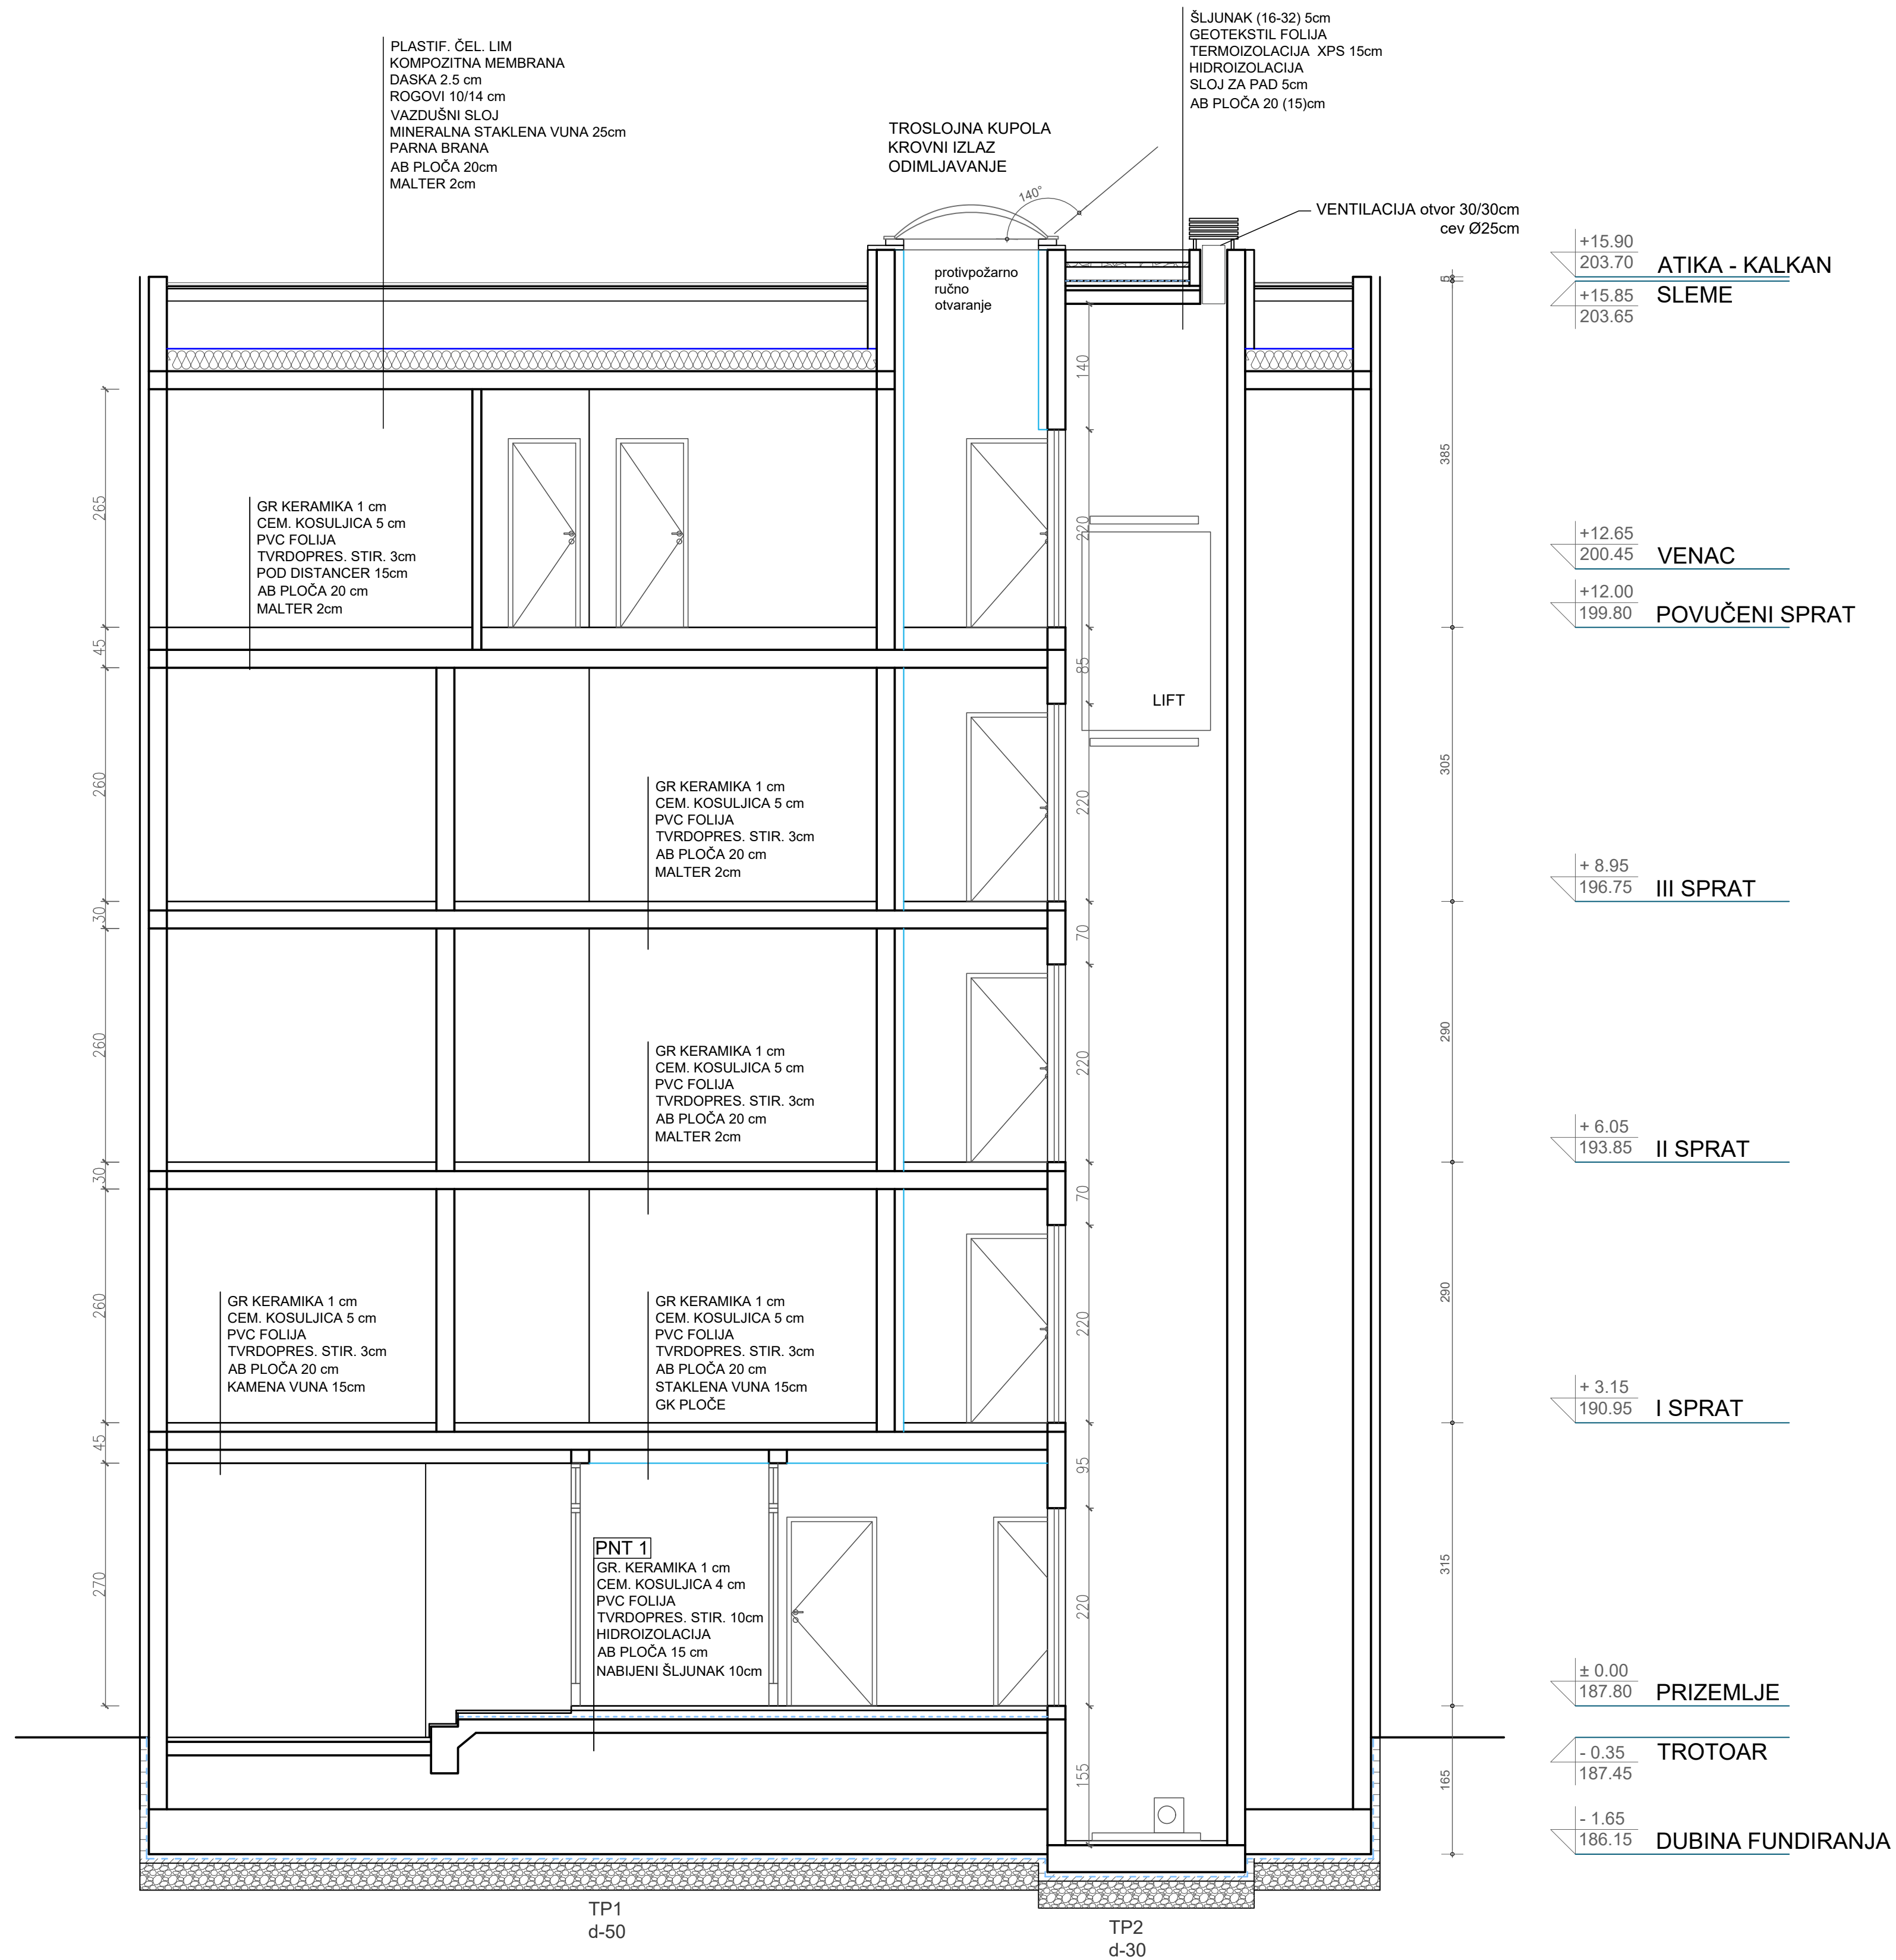 PLASTIF. ČEL. LIM
KOMPOZITNA MEMBRANA
DASKA 2.5 cm
ROGOVI 10/14 cm
VAZDUŠNI SLOJ
MINERALNA STAKLENA VUNA 25cm
PARNA BRANA
AB PLOČA 20cm
MALTER 2cm
TROSLOJNA KUPOLA
KROVNI IZLAZ
ODIMLJAVANJE
140°
ŠLJUNAK (16-32) 5cm
GEOTEKSTIL FOLIJA
TERMOIZOLACIJA XPS 15cm
HIDROIZOLACIJA
SLOJ ZA PAD 5cm
AB PLOČA 20 (15)cm
VENTILACIJA otvor 30/30cm
cev Ø25cm
protivpožarno
ručno
otvaranje
GR KERAMIKA 1 cm
CEM. KOSULJICA 5 cm
PVC FOLIJA
TVRDOPRES. STIR. 3cm
POD DISTANCER 15cm
AB PLOČA 20 cm
MALTER 2cm
GR KERAMIKA 1 cm
CEM. KOSULJICA 5 cm
PVC FOLIJA
TVRDOPRES. STIR. 3cm
AB PLOČA 20 cm
MALTER 2cm
GR KERAMIKA 1 cm
CEM. KOSULJICA 5 cm
PVC FOLIJA
TVRDOPRES. STIR. 3cm
AB PLOČA 20 cm
MALTER 2cm
GR KERAMIKA 1 cm
CEM. KOSULJICA 5 cm
PVC FOLIJA
TVRDOPRES. STIR. 3cm
AB PLOČA 20 cm
KAMENA VUNA 15cm
GR KERAMIKA 1 cm
CEM. KOSULJICA 5 cm
PVC FOLIJA
TVRDOPRES. STIR. 3cm
AB PLOČA 20 cm
STAKLENA VUNA 15cm
GK PLOČE
PNT 1
GR. KERAMIKA 1 cm
CEM. KOSULJICA 4 cm
PVC FOLIJA
TVRDOPRES. STIR. 10cm
HIDROIZOLACIJA
AB PLOČA 15 cm
NABIJENI ŠLJUNAK 10cm
LIFT
265
45
260
30
260
30
260
45
270
140
220
85
220
70
220
70
220
95
220
155
5
385
305
290
290
315
165
+15.90
203.70
ATIKA - KALKAN
+15.85
203.65
SLEME
+12.65
200.45
VENAC
+12.00
199.80
POVUČENI SPRAT
+ 8.95
196.75
III SPRAT
+ 6.05
193.85
II SPRAT
+ 3.15
190.95
I SPRAT
± 0.00
187.80
PRIZEMLJE
- 0.35
187.45
TROTOAR
- 1.65
186.15
DUBINA FUNDIRANJA
TP1
d-50
TP2
d-30